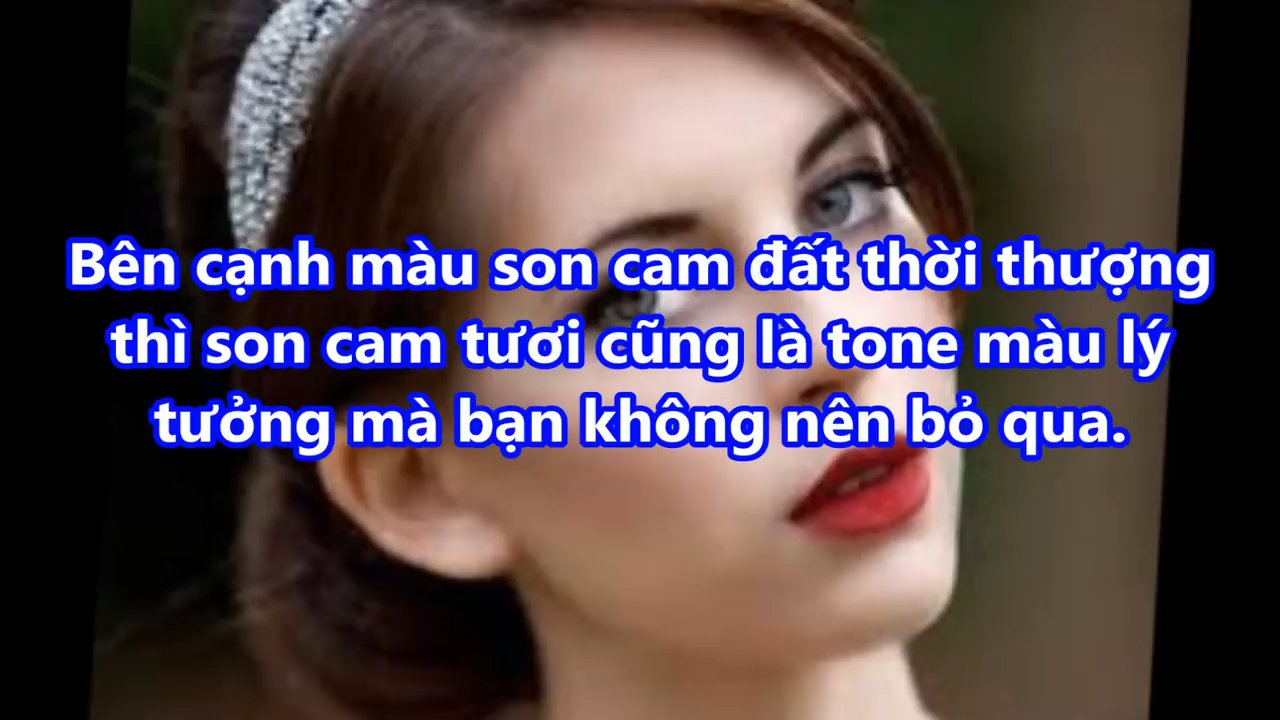 Bên cạnh màu son cam đất thời thượng
thì son cam tươi cũng là tone màu lý
tưởng mà bạn không nên bỏ qua.